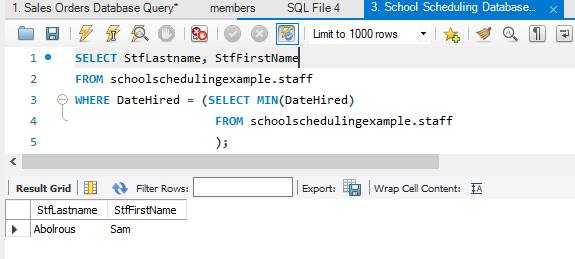 1. Sales Orders Database Query* members SQL File 4 3. School Scheduling Database...
Limit to 1000 rows
1 SELECT StfLastname, StfFirstName
2 FROM schoolschedulingexample.staff
3 WHERE DateHired = (SELECT MIN(DateHired)
4 FROM schoolschedulingexample.staff
5 );
Result Grid Filter Rows: Export: Wrap Cell Content: IA
StfLastname StfFirstName
Abolrous Sam